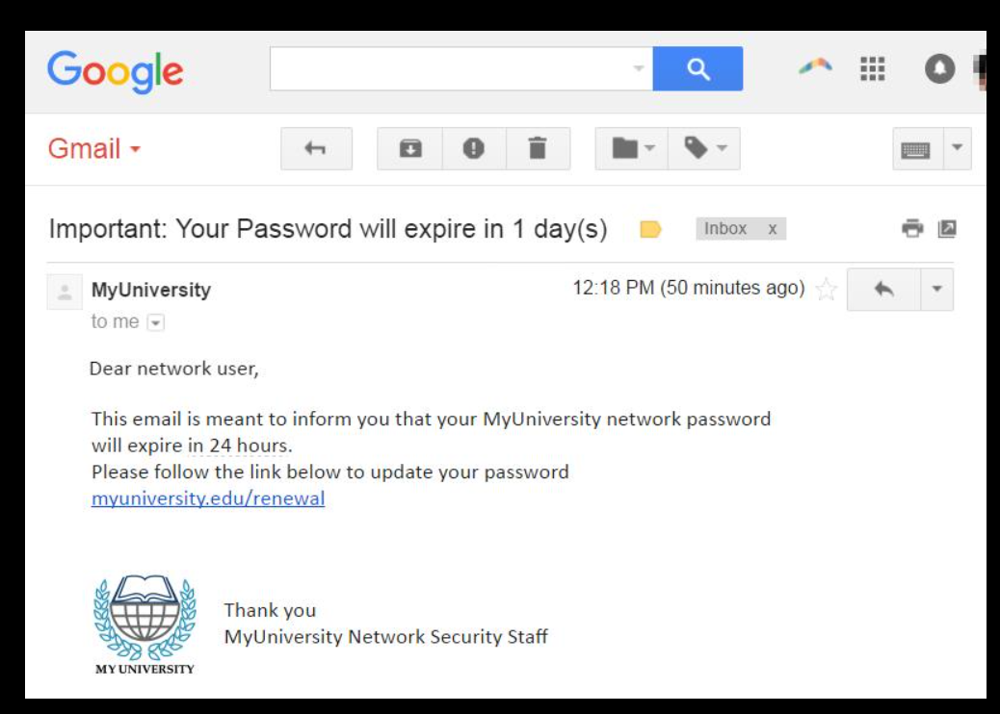 Google
Gmail
Important: Your Password will expire in 1 day(s)
Inbox x
MyUniversity
12:18 PM (50 minutes ago)
to me
Dear network user,
This email is meant to inform you that your MyUniversity network password
will expire in 24 hours.
Please follow the link below to update your password
myuniversity.edu/renewal
Thank you
MyUniversity Network Security Staff
MY UNIVERSITY